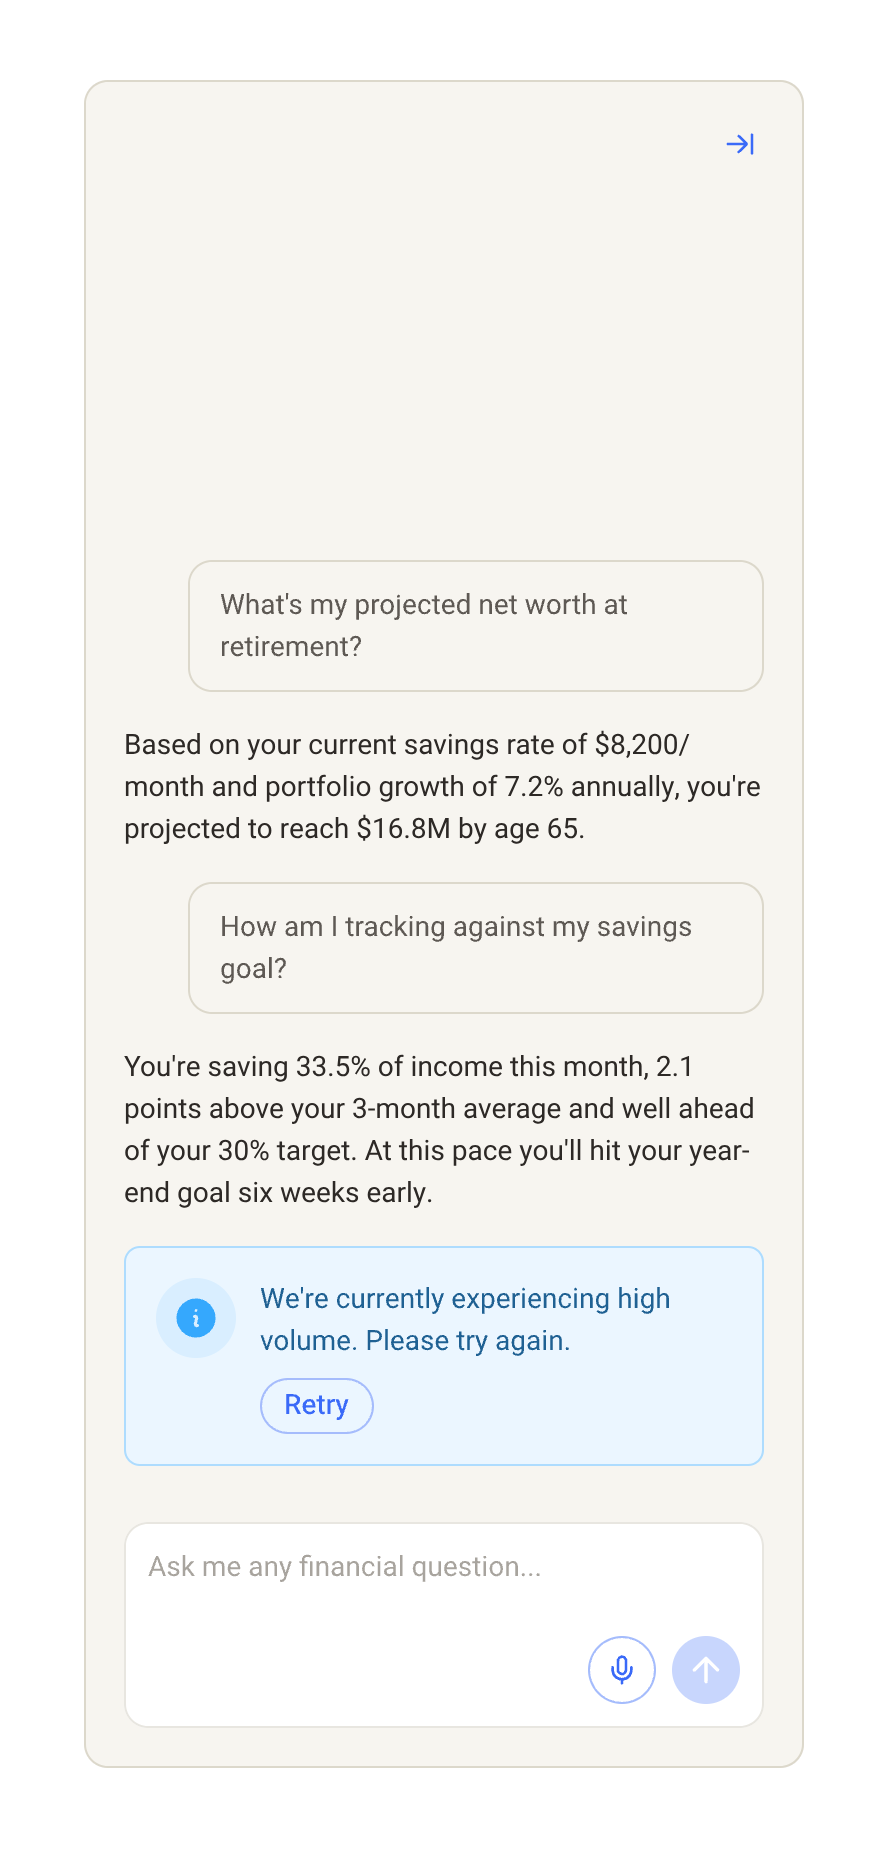 What's my projected net worth at
retirement?
Based on your current savings rate of $8,200/
month and portfolio growth of 7.2% annually, you're
projected to reach $16.8M by age 65.
How am I tracking against my savings
goal?
You're saving 33.5% of income this month, 2.1
points above your 3-month average and well ahead
of your 30% target. At this pace you'll hit your year-
end goal six weeks early.
We're currently experiencing high
volume. Please try again.
Retry
Ask me any financial question...